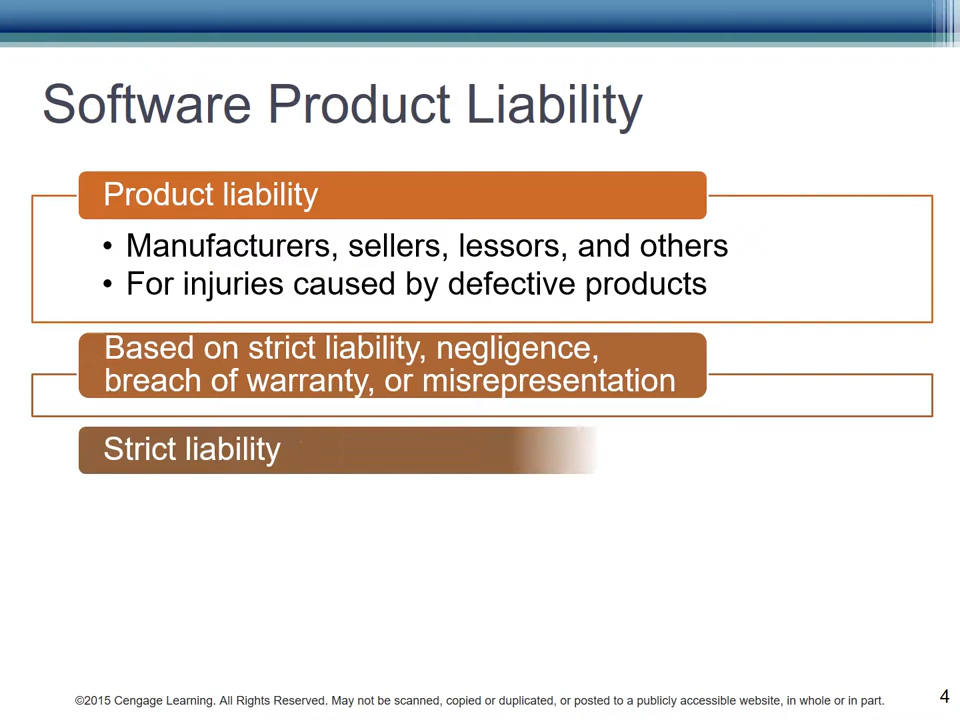 Software Product Liability
Product liability
• Manufacturers, sellers, lessors, and others
• For injuries caused by defective products
Based on strict liability, negligence,
breach of warranty, or misrepresentation
Strict liability
©2015 Cengage Learning. All Rights Reserved. May not be scanned, copied or duplicated, or posted to a publicly accessible website, in whole or in part.
4